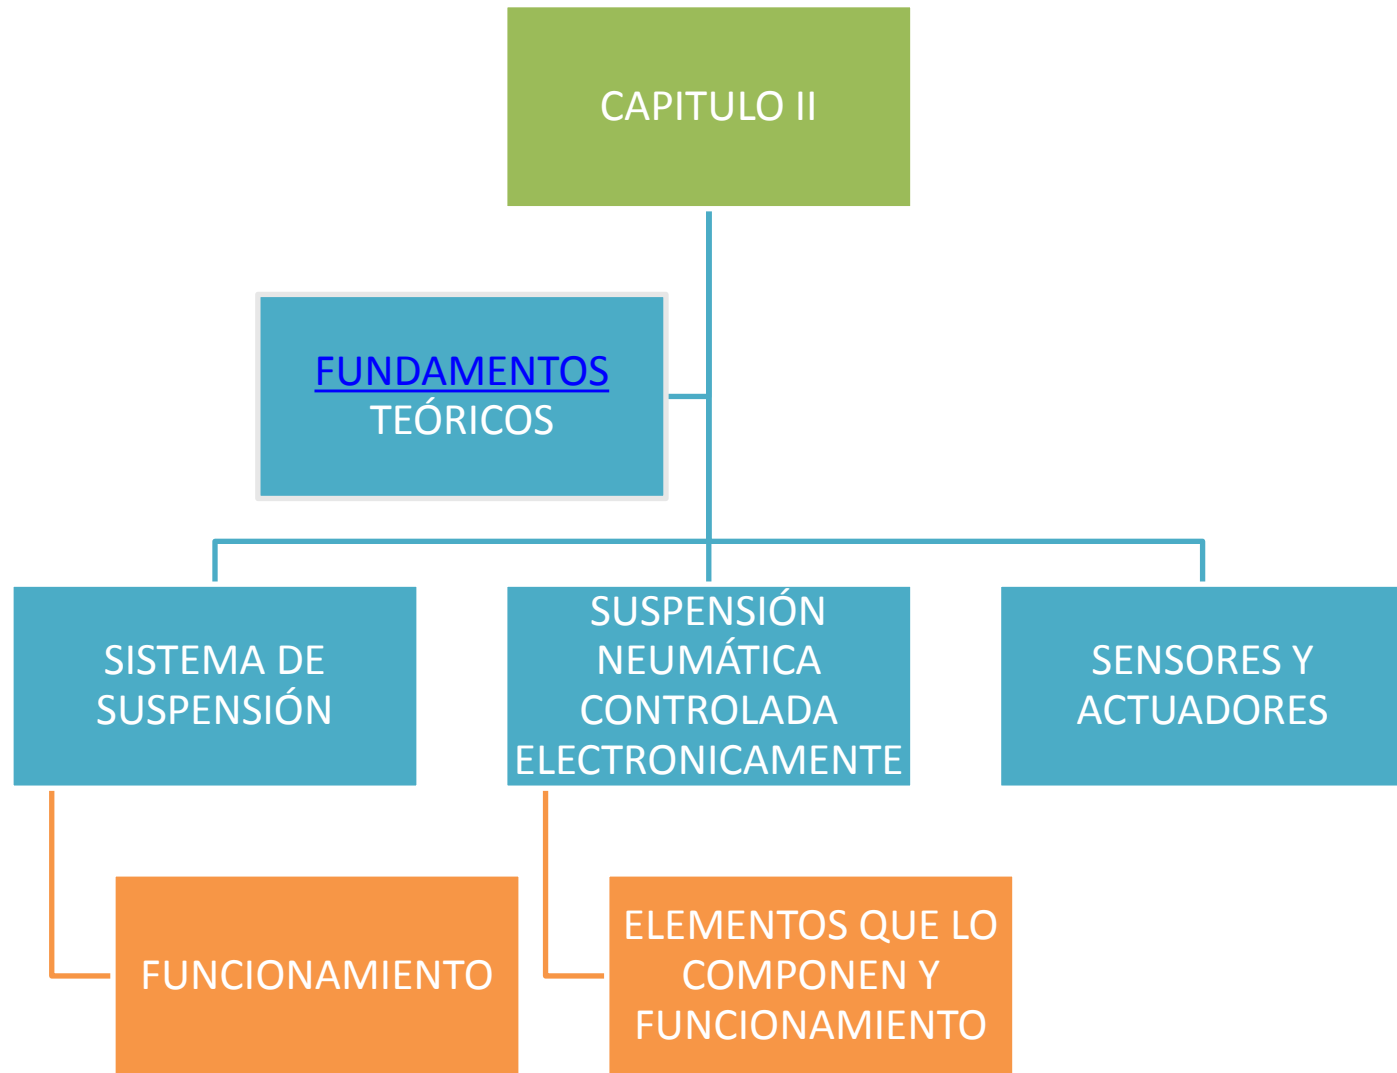 CAPITULO II
FUNDAMENTOS
TEÓRICOS
SISTEMA DE
SUSPENSIÓN
SUSPENSIÓN
NEUMÁTICA
CONTROLADA
ELECTRONICAMENTE
SENSORES Y
ACTUADORES
FUNCIONAMIENTO
ELEMENTOS QUE LO
COMPONEN Y
FUNCIONAMIENTO